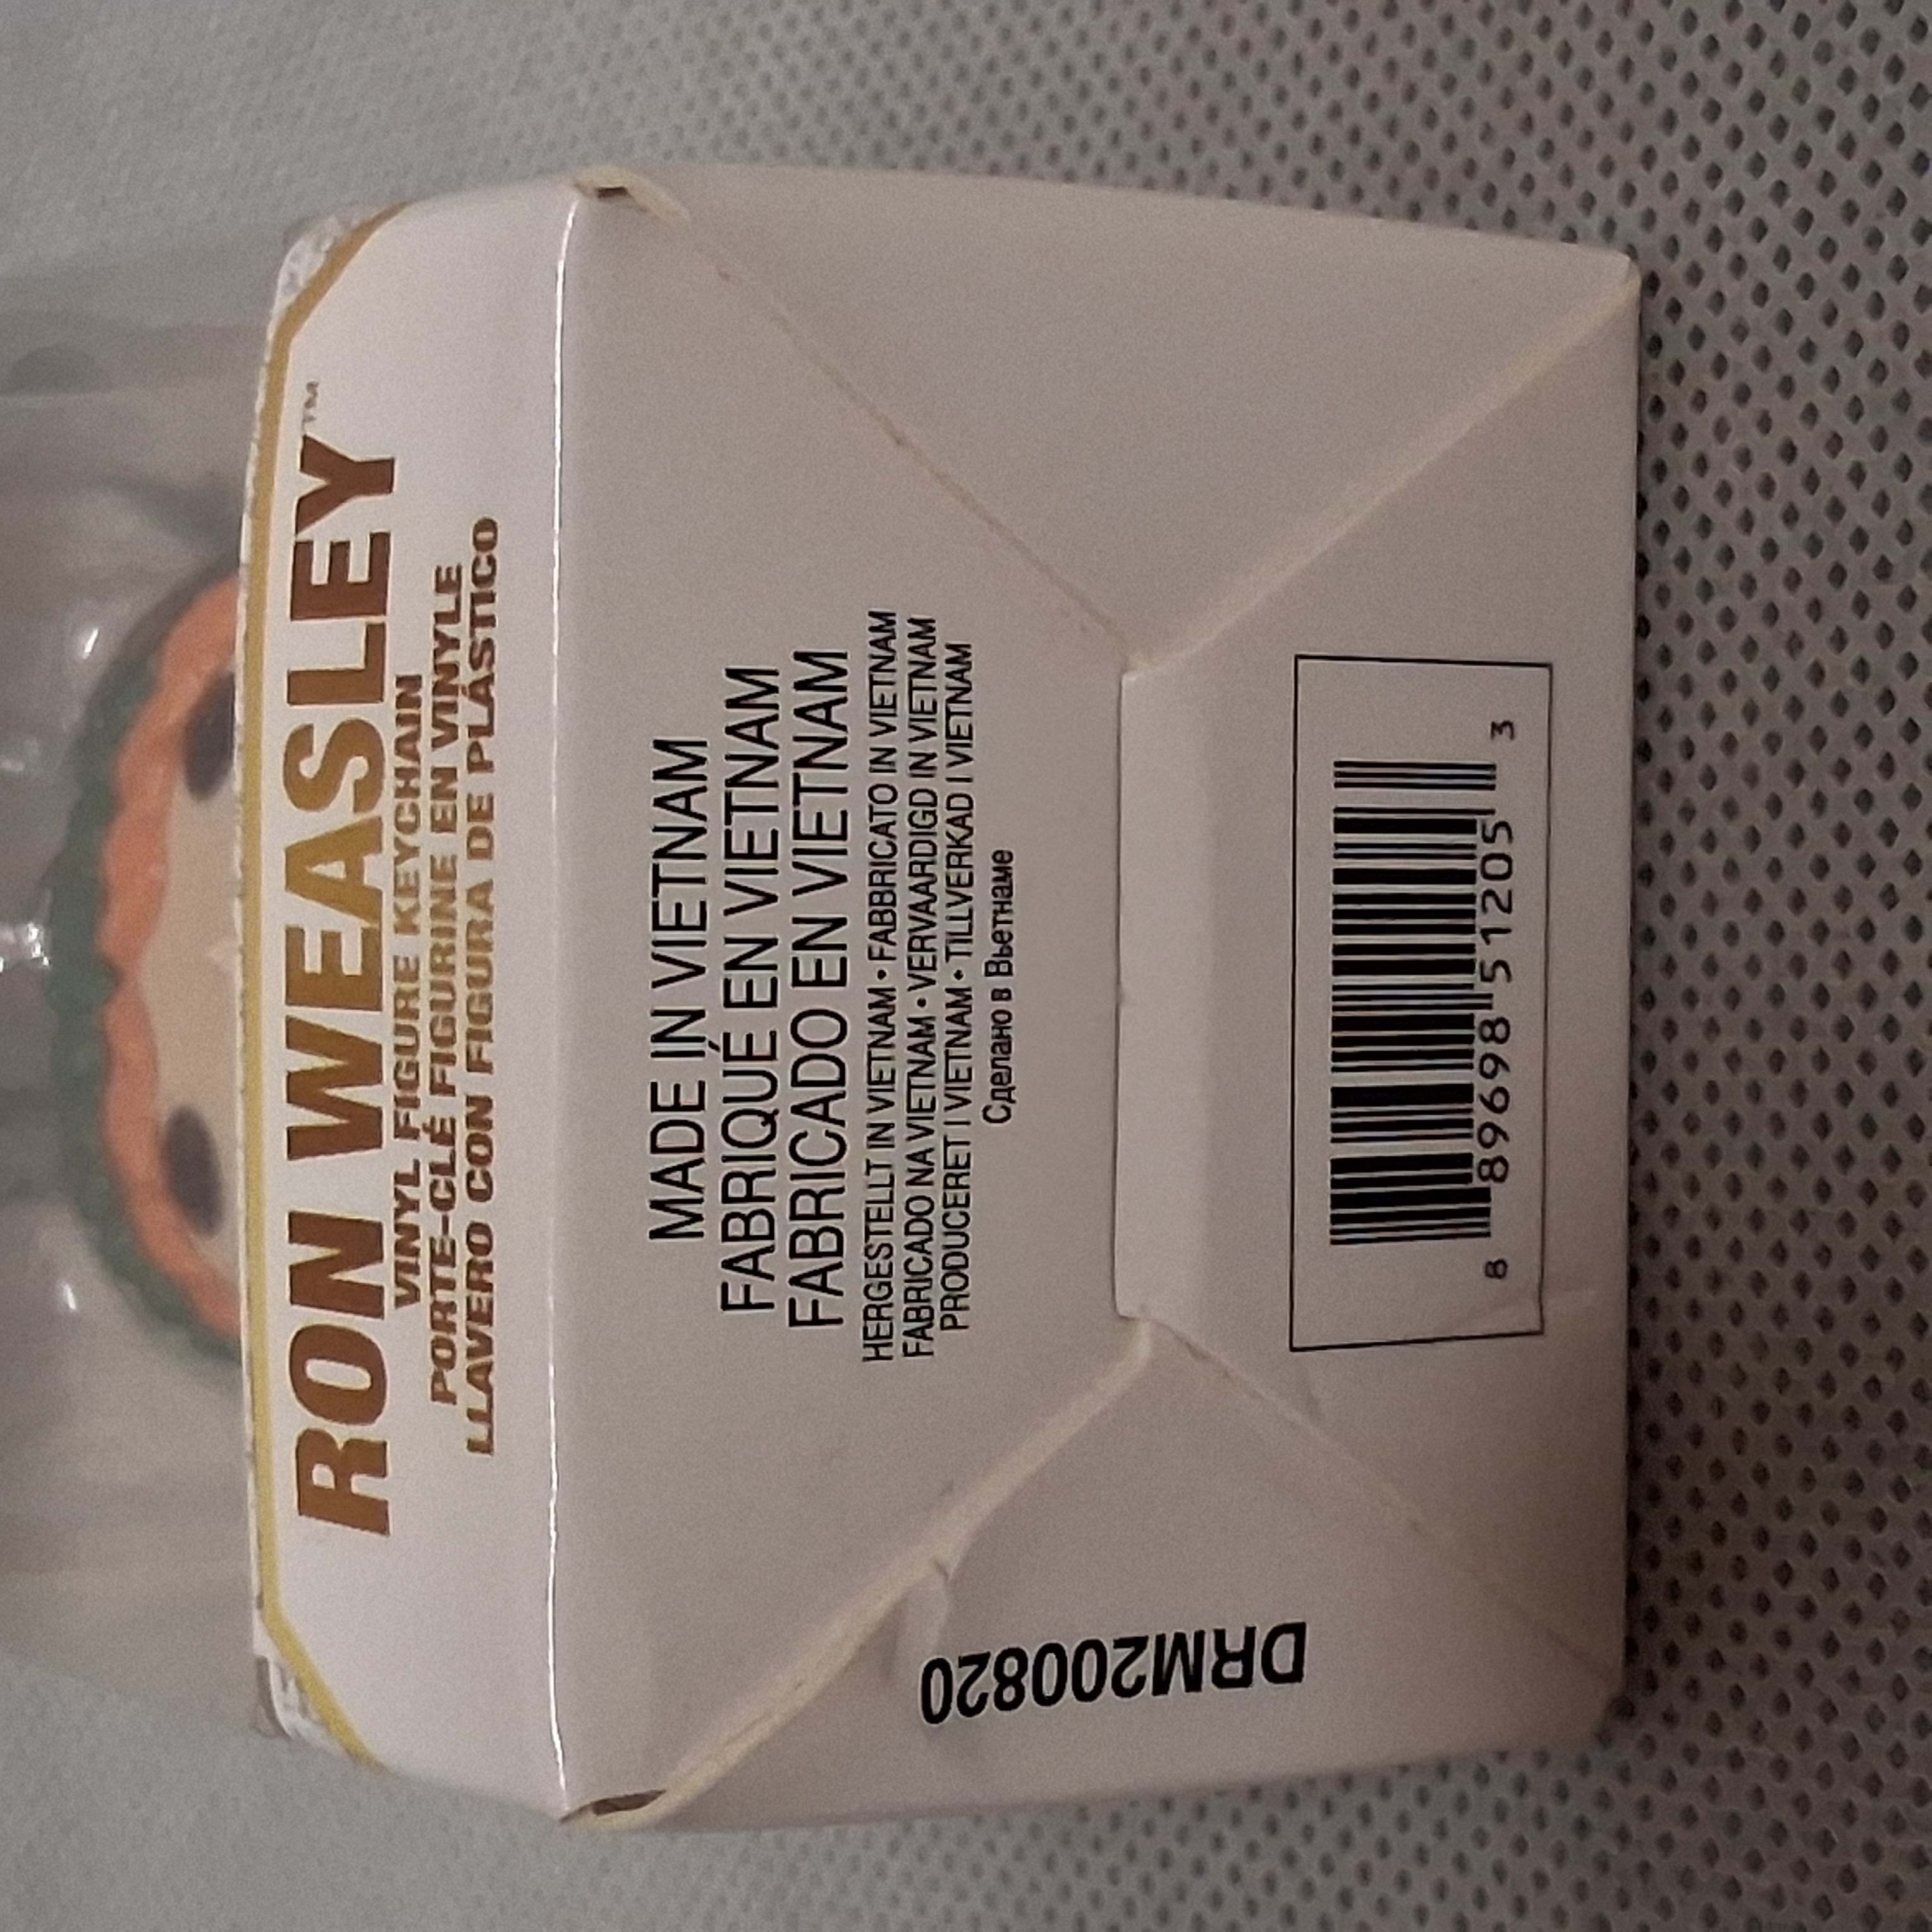 RON WEASLEY™
VINYL FIGURE KEYCHAIN
PORTE-CLÉ FIGURINE EN VINYLE
LLAVERO CON FIGURA DE PLÁSTICO
MADE IN VIETNAM
FABRIQUÉ EN VIETNAM
FABRICADO EN VIETNAM
HERGESTELLT IN VIETNAM • FABBRICATO IN VIETNAM
FABRICADO NA VIETNAM • VERVAARDIGD IN VIETNAM
PRODUCERET I VIETNAM • TILLVERKAD I VIETNAM
Сделано в Вьетнаме
8 89698 51205 3
DRM200820